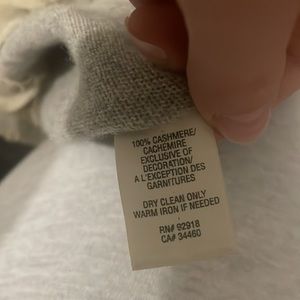 100% CASHMERE/
CACHEMIRE
EXCLUSIVE OF
DECORATION/
A L'EXCEPTION DES
GARNITURES
DRY CLEAN ONLY
WARM IRON IF NEEDED
RN# 92918
CA# 34460